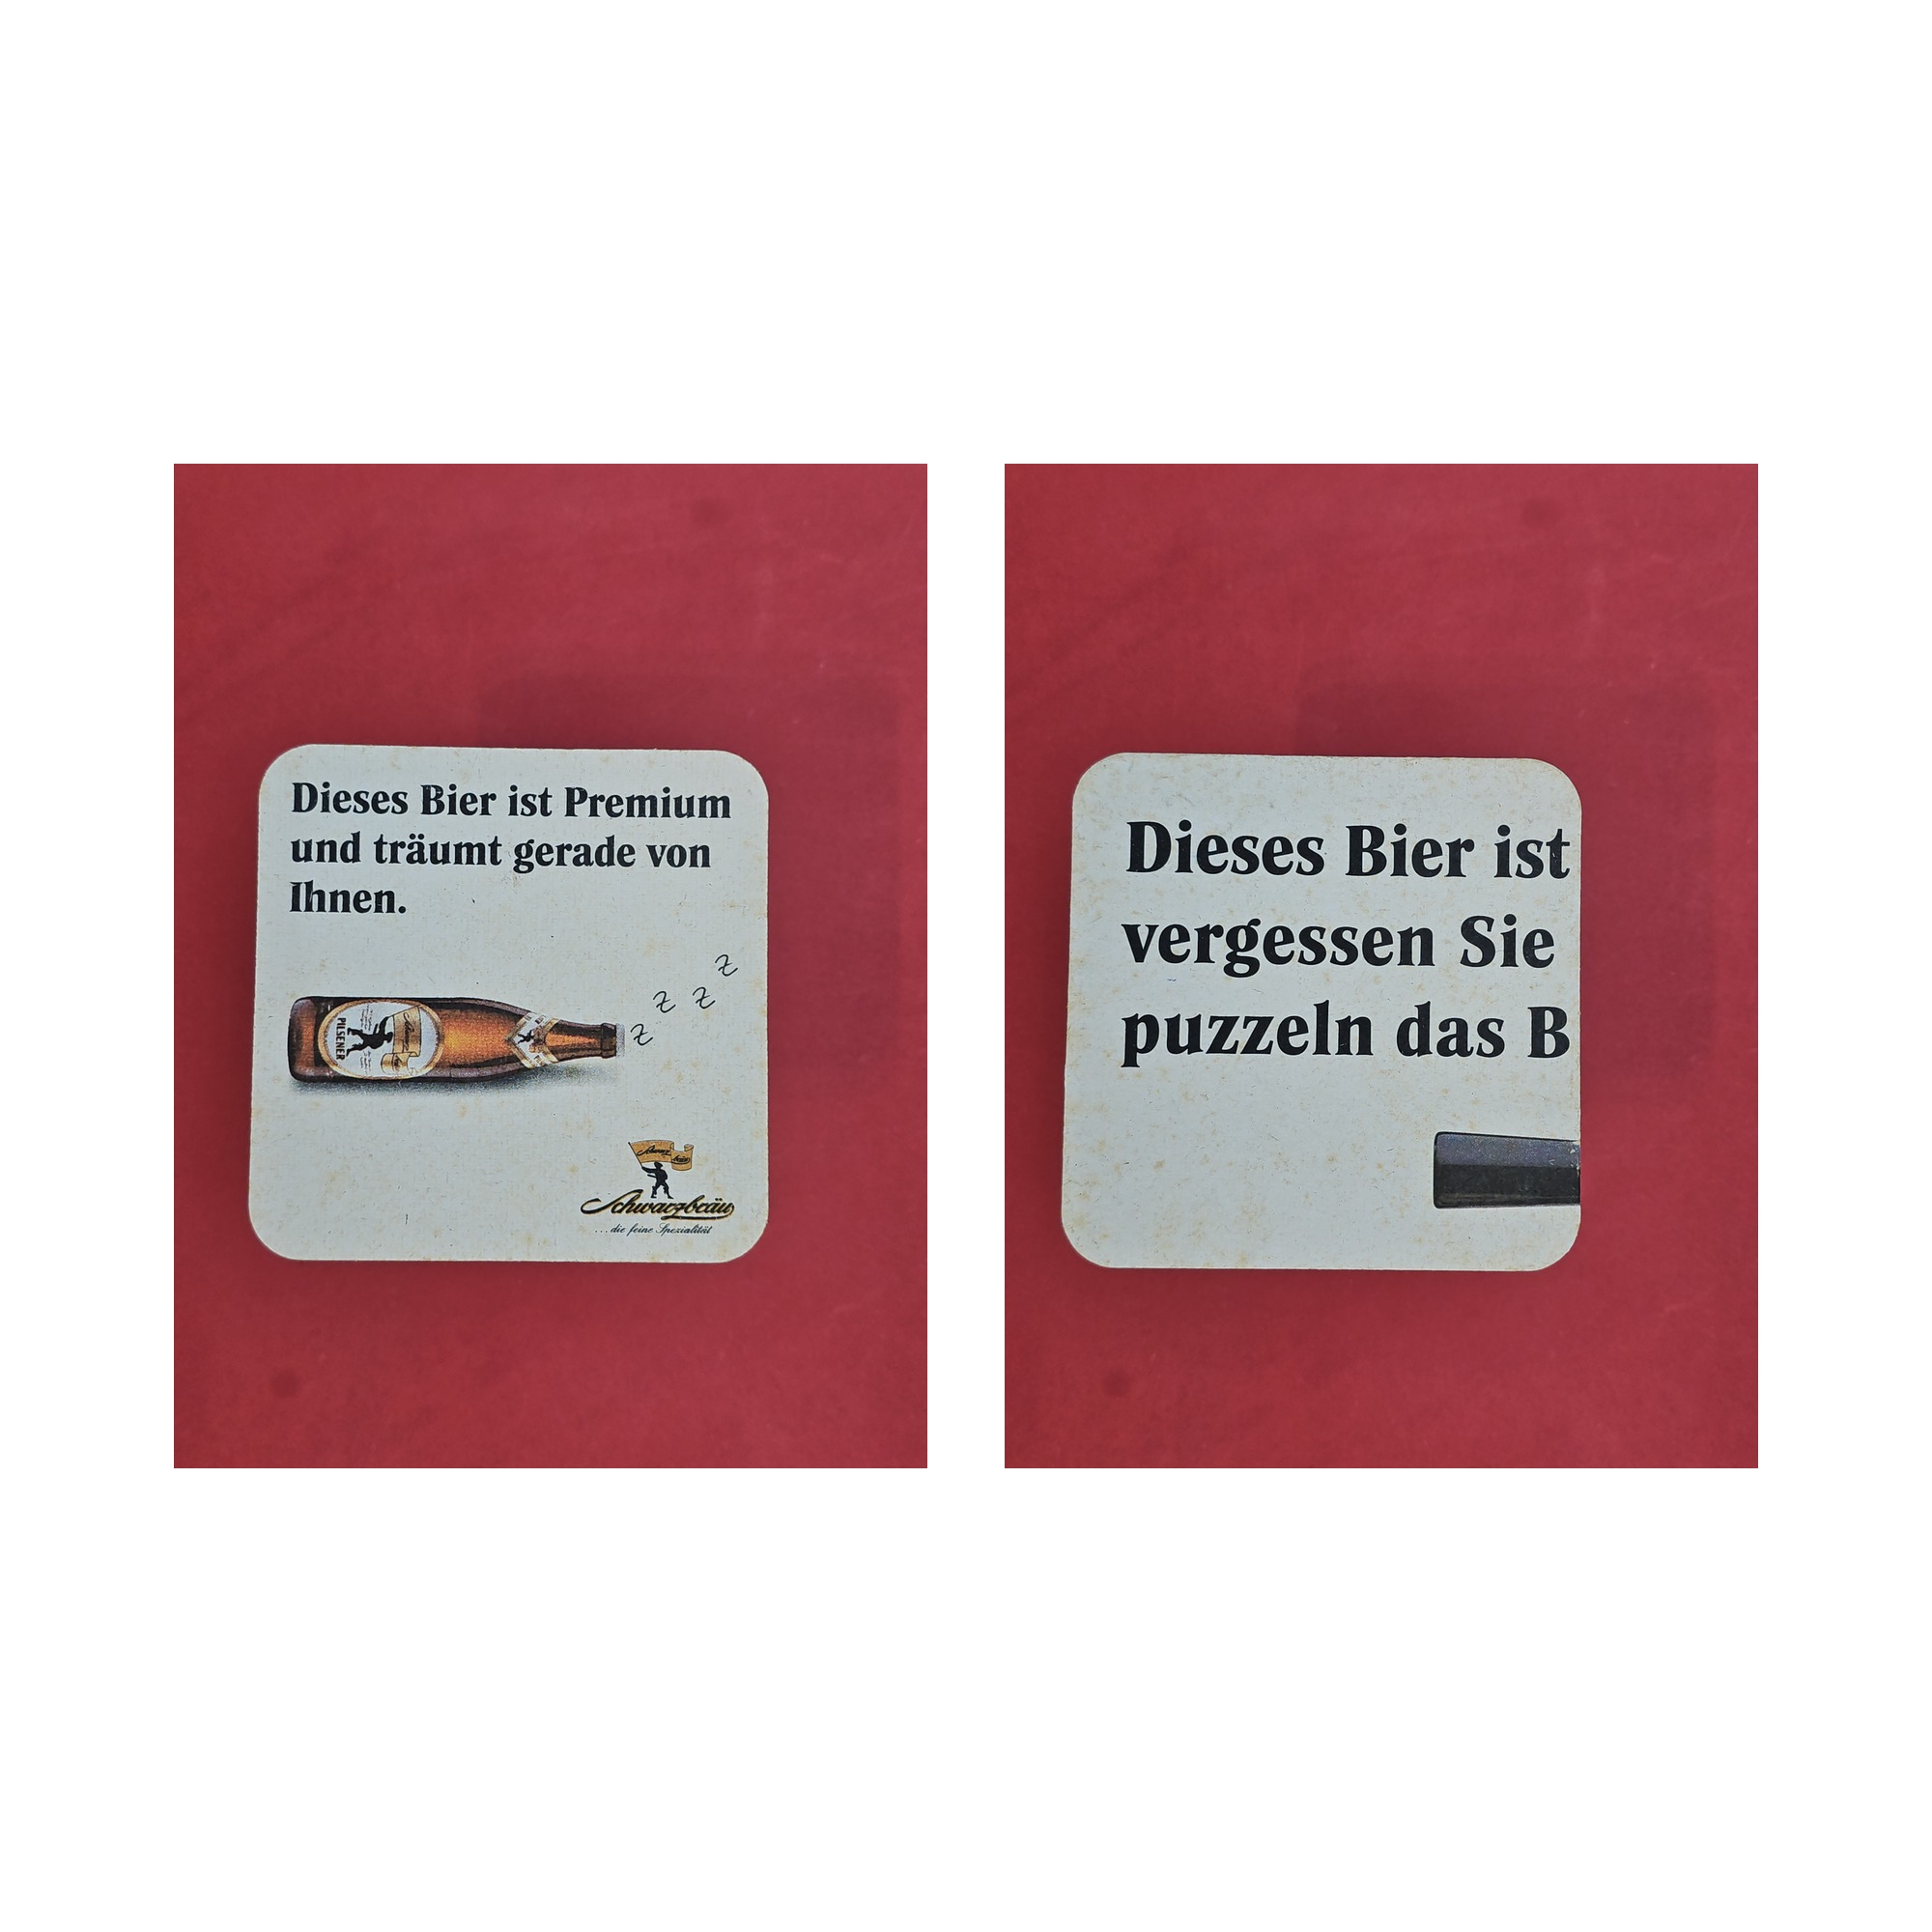 Dieses Bier ist Premium
und träumt gerade von
Ihnen.
z
z z
z
PILSENER
Schwarzbräu
...die feine Spezialität
Dieses Bier ist
vergessen Sie
puzzeln das B